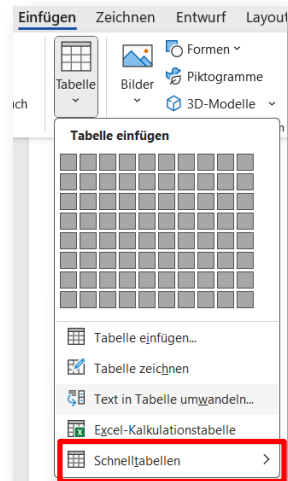 Einfügen Zeichnen Entwurf Layou
Tabelle
Bilder
Formen
Piktogramme
3D-Modelle
uch
n
Tabelle einfügen
Tabelle einfügen...
Tabelle zeichnen
Text in Tabelle umwandeln...
Excel-Kalkulationstabelle
Schnelltabellen